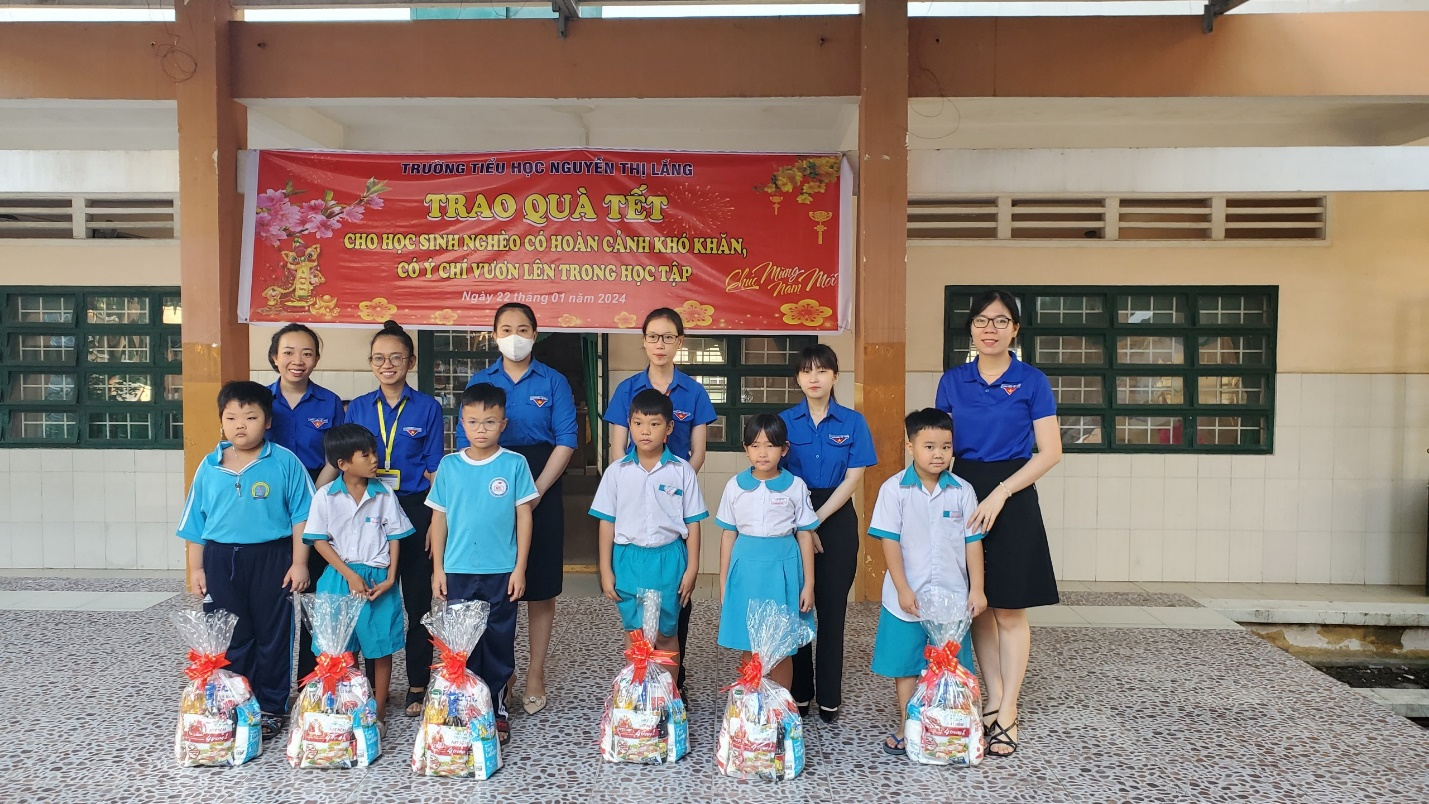 TRƯỜNG TIỂU HỌC NGUYỄN THỊ LẮNG
TRAO QUÀ TẾT
CHO HỌC SINH NGHÈO CÓ HOÀN CẢNH KHÓ KHĂN,
CÓ Ý CHÍ VƯƠN LÊN TRONG HỌC TẬP
Chúc Mừng Năm Mới
Ngày 22 tháng 01 năm 2024